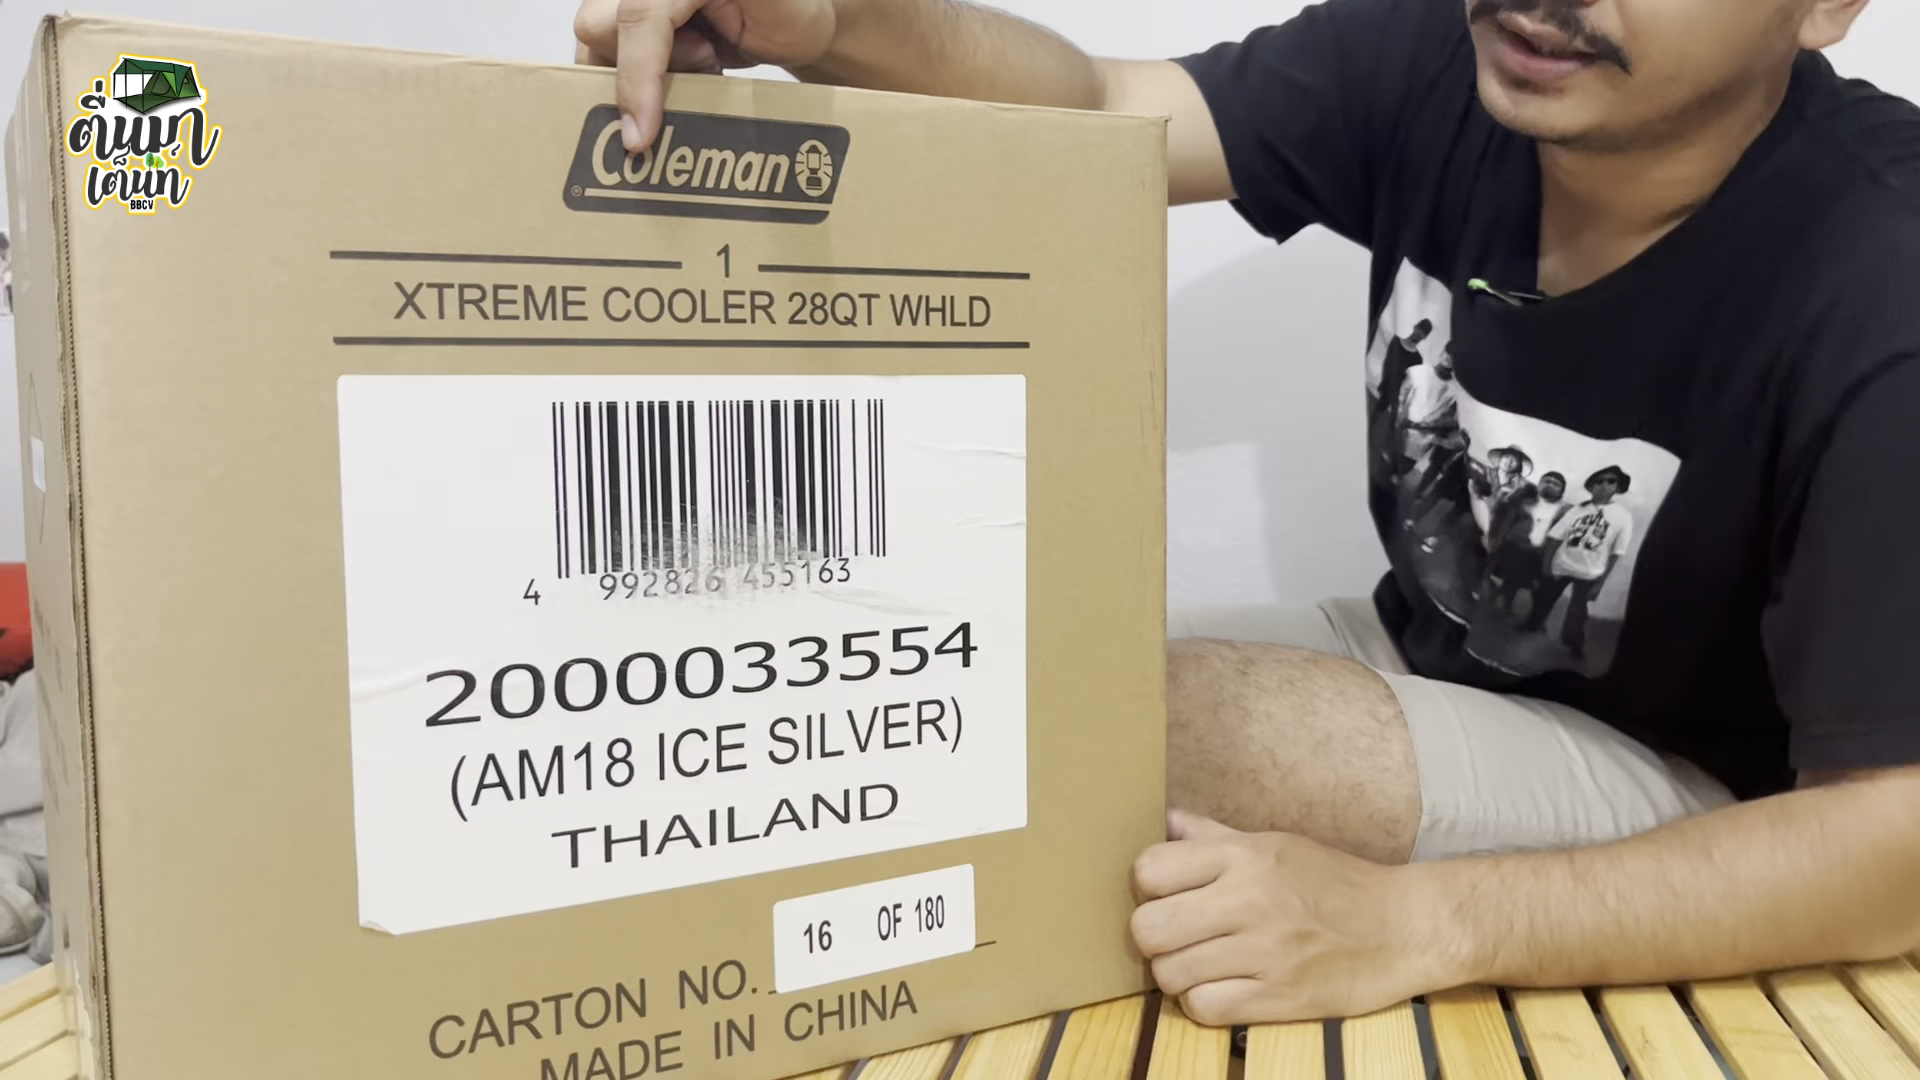 ตื่นมา
เต็นท์
BBCV
Coleman
®
1
XTREME COOLER 28QT WHLD
4 992826 455163
2000033554
(AM18 ICE SILVER)
THAILAND
16 OF 180
CARTON NO.
MADE IN CHINA